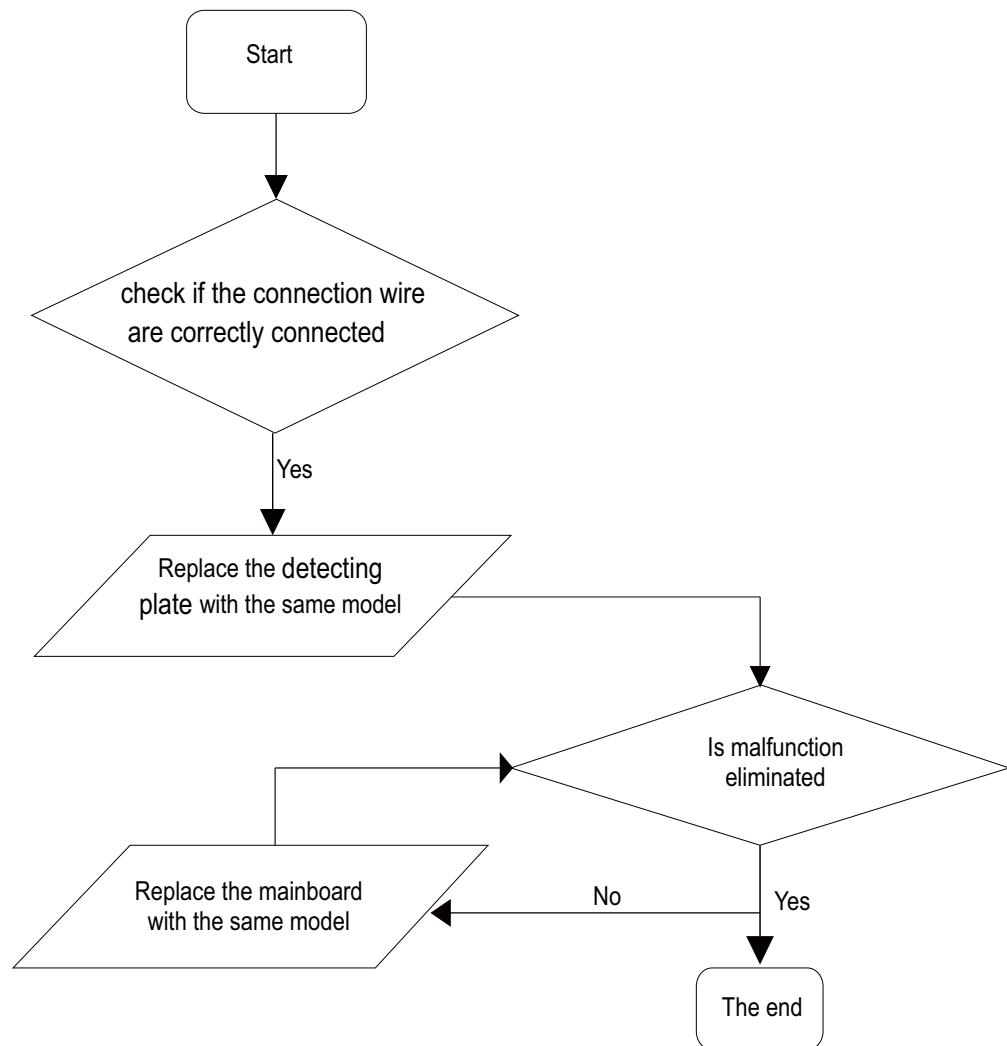 Start
check if the connection wire
are correctly connected
Yes
Replace the detecting
plate with the same model
Is malfunction
eliminated
Replace the mainboard
with the same model
No
Yes
The end